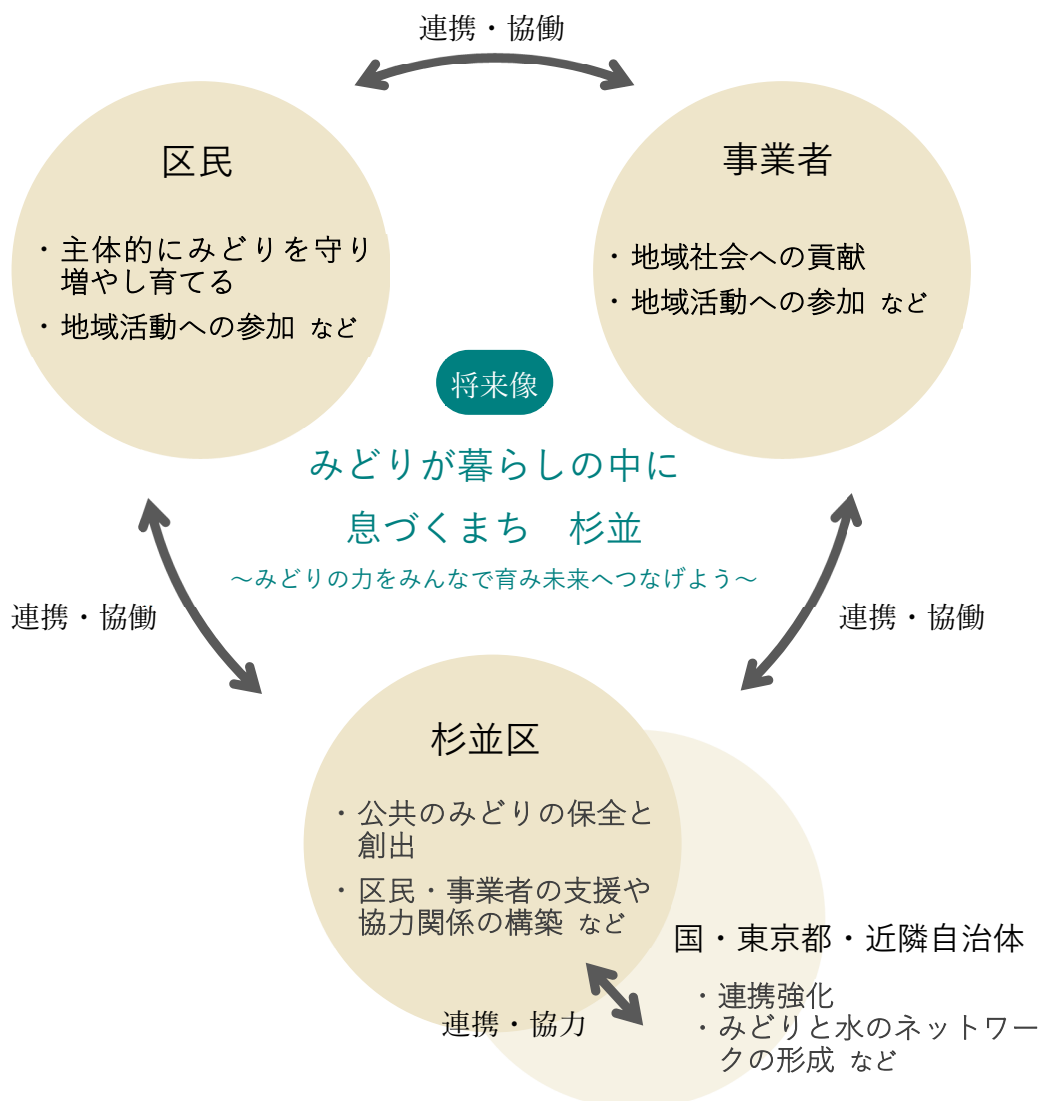 連携・協働
区民
・主体的にみどりを守り
増やし育てる
・地域活動への参加 など
事業者
・地域社会への貢献
・地域活動への参加 など
将来像
みどりが暮らしの中に
息づくまち　杉並
～みどりの力をみんなで育み未来へつなげよう～
連携・協働
連携・協働
杉並区
・公共のみどりの保全と
創出
・区民・事業者の支援や
協力関係の構築 など
連携・協力
国・東京都・近隣自治体
・連携強化
・みどりと水のネットワー
クの形成 など